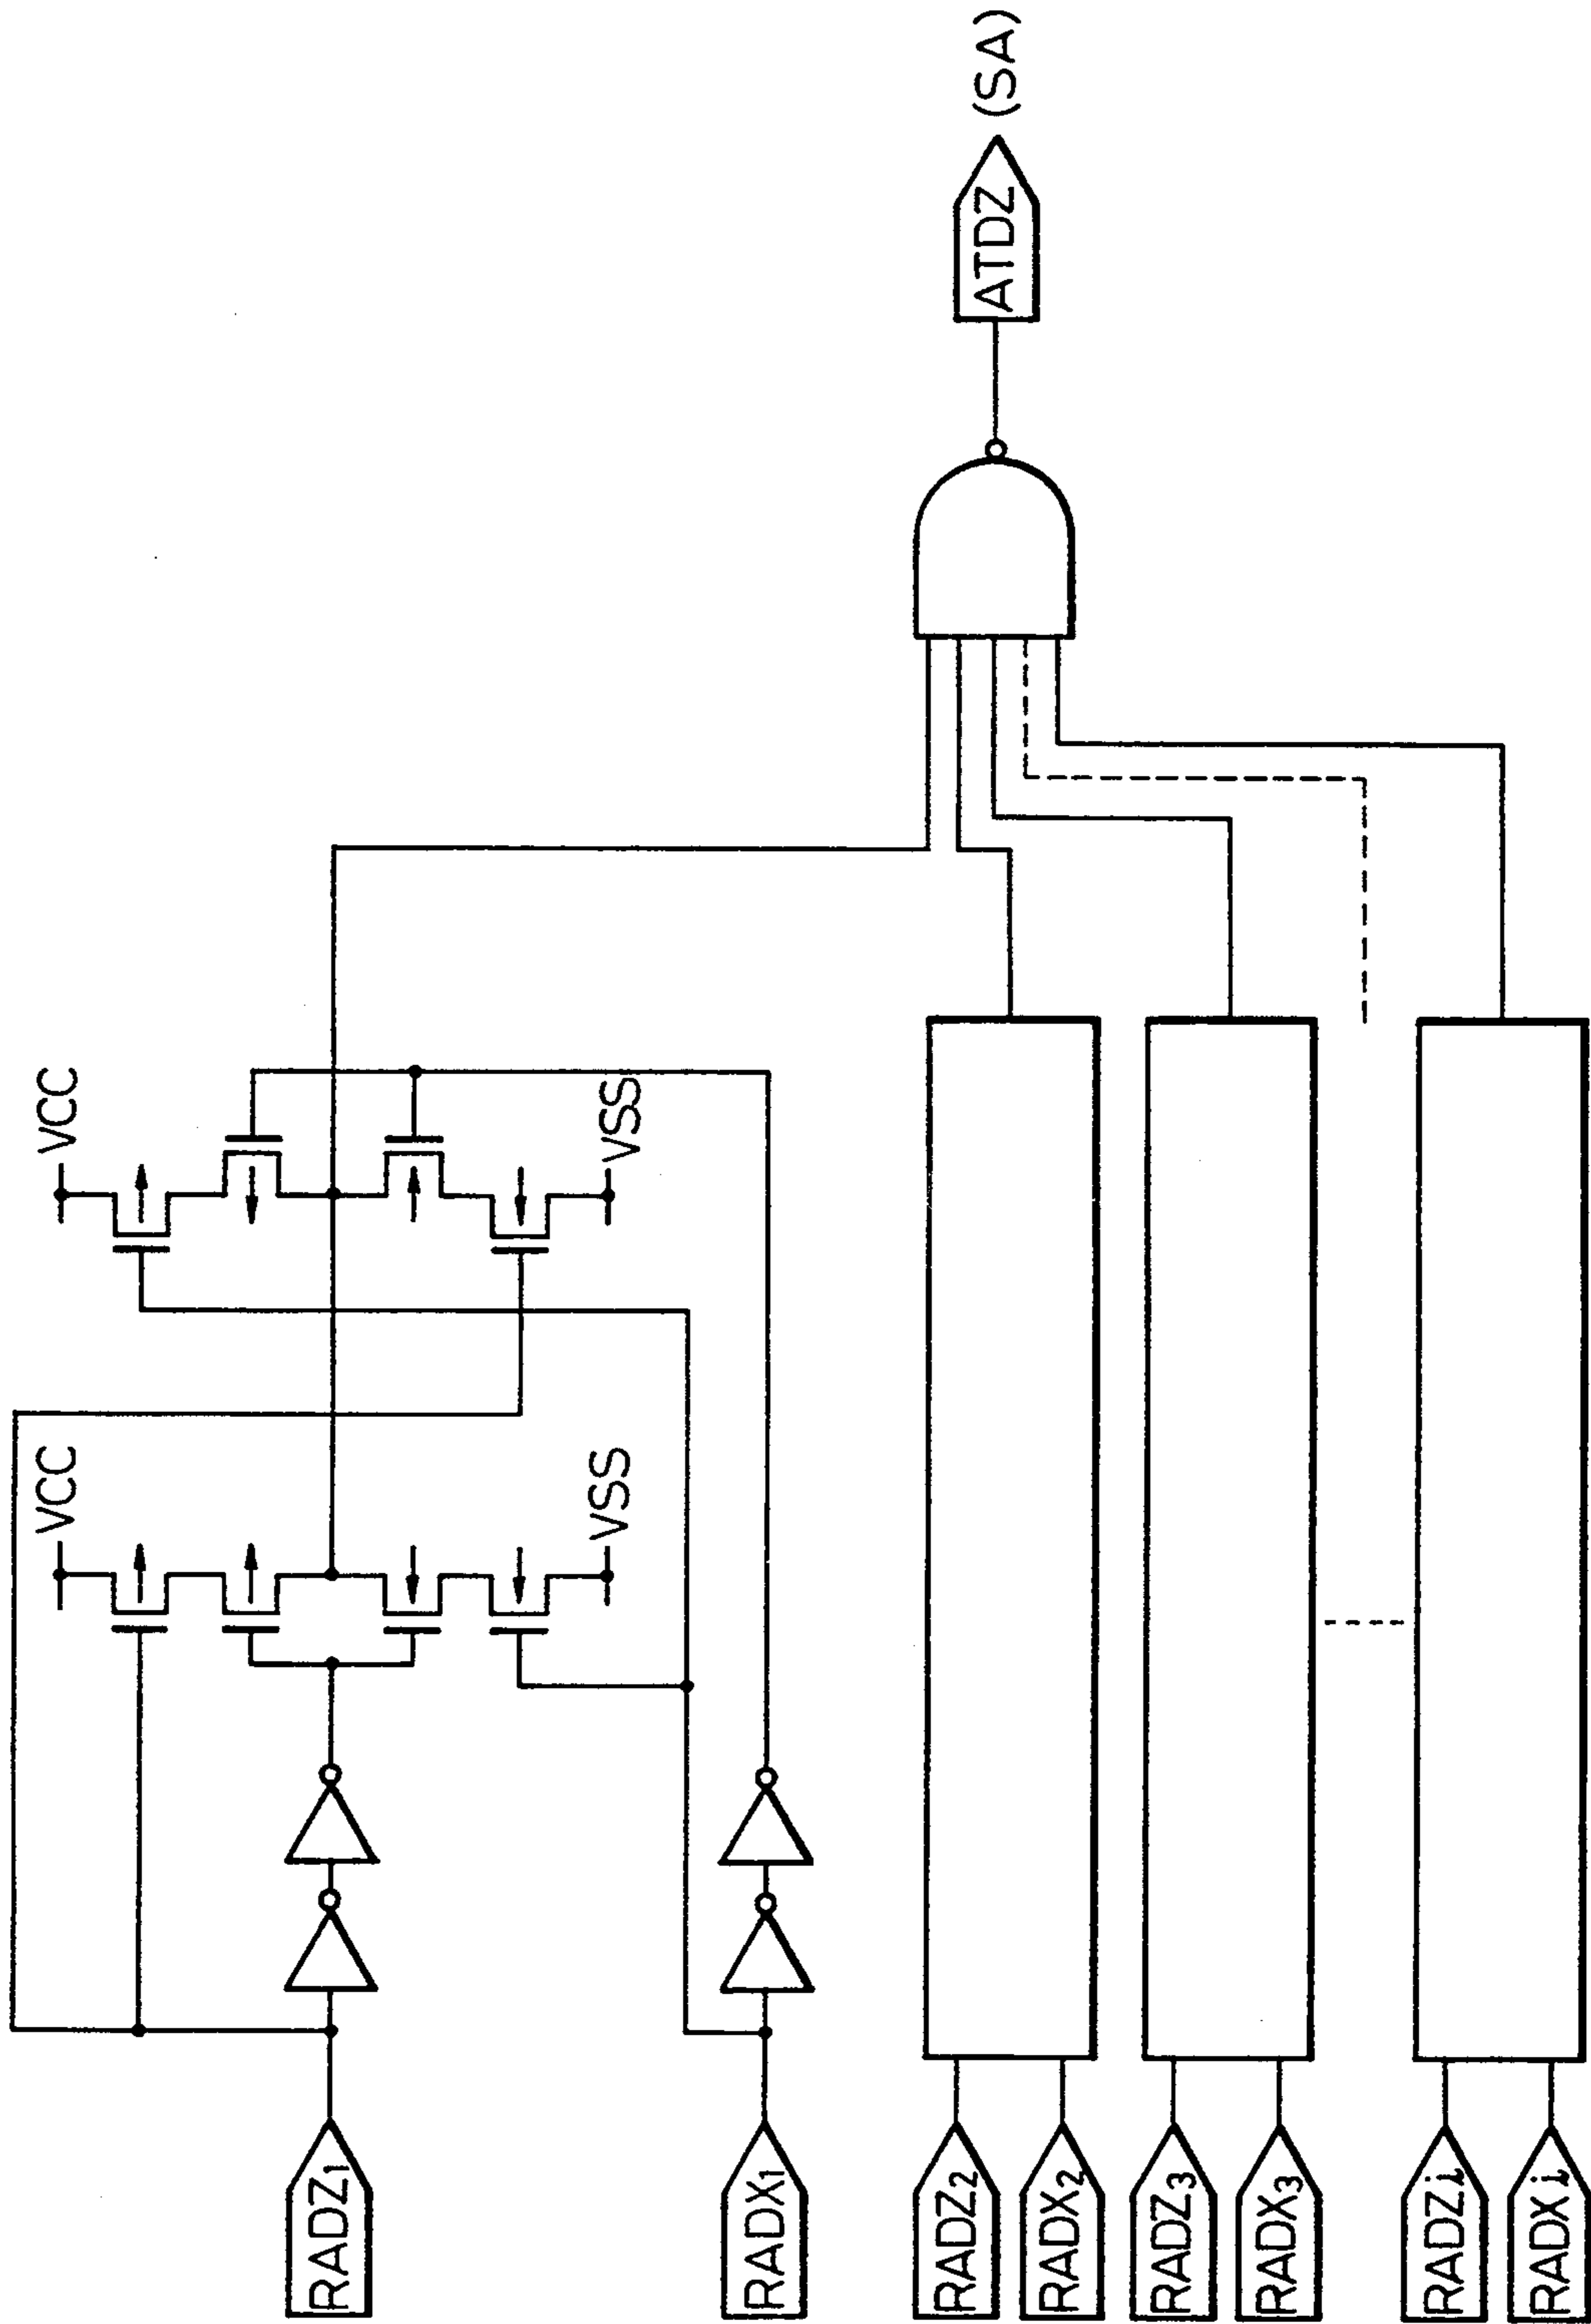 VCC
VCC
VSS
VSS
RADZ₁
RADX₁
RADZ₂
RADX₂
RADZ₃
RADX₃
RADZi
RADXi
ATDZ
(SA)